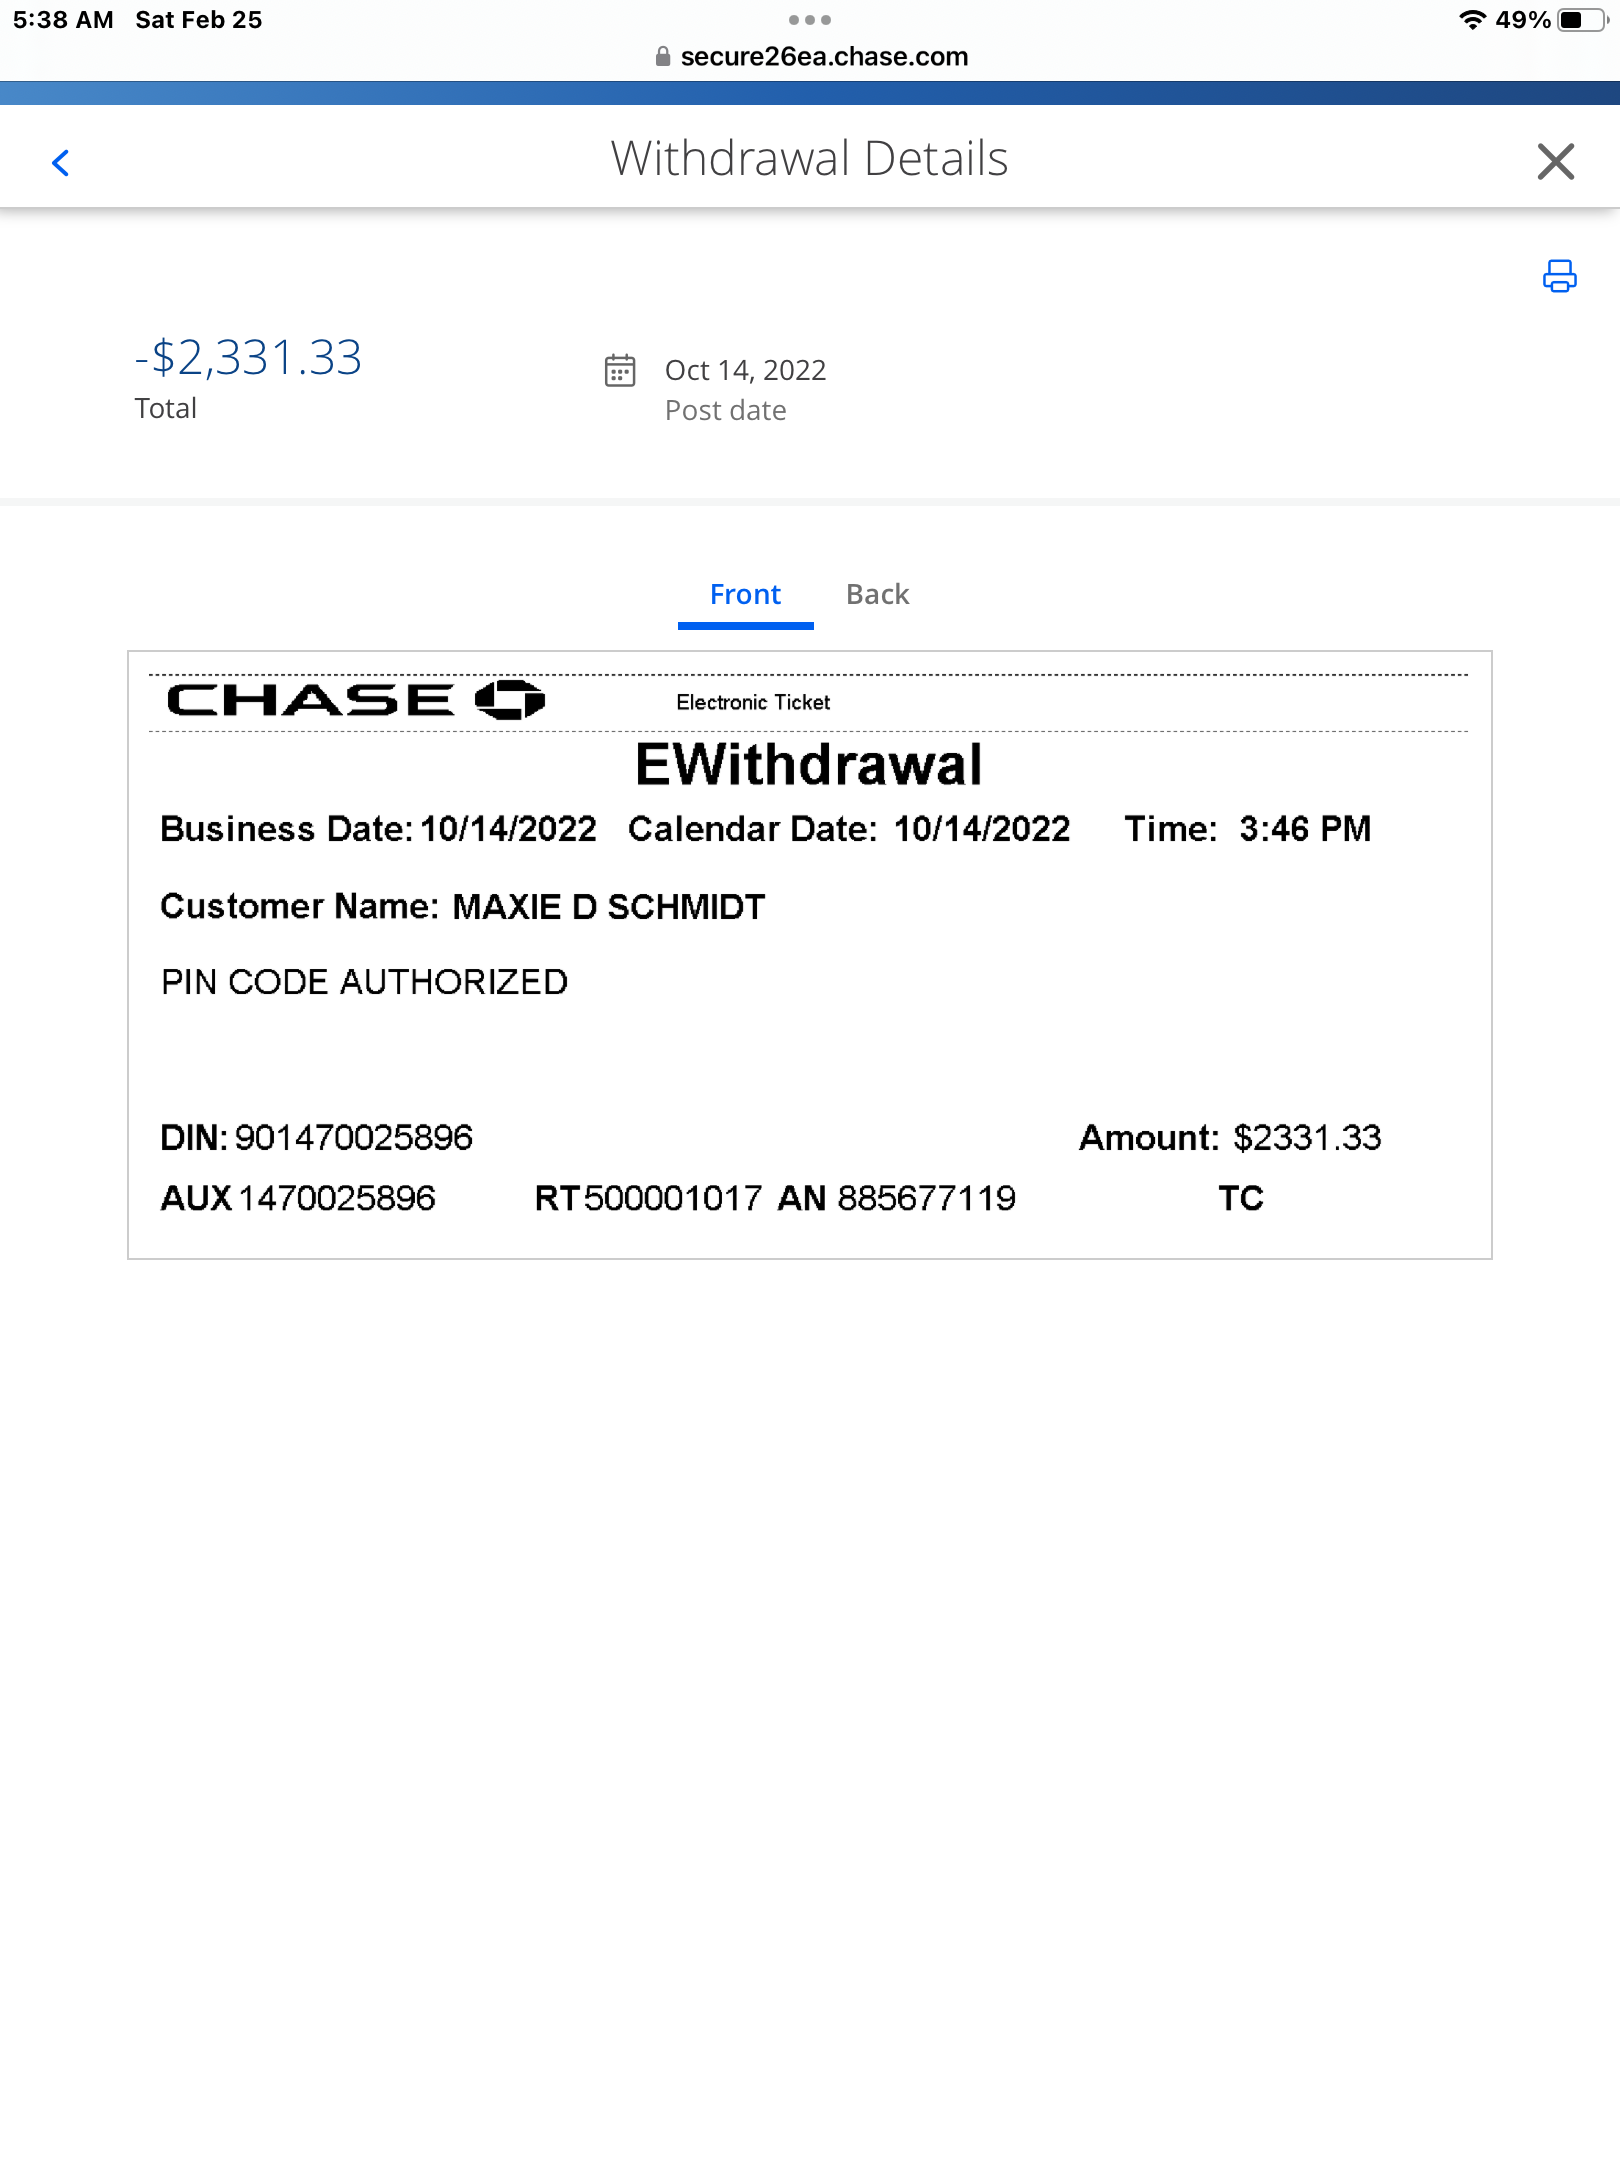 5:38 AM Sat Feb 25
49%
secure26ea.chase.com
Withdrawal Details
-$2,331.33
Total
Oct 14, 2022
Post date
Front Back
CHASE Electronic Ticket
EWithdrawal
Business Date: 10/14/2022 Calendar Date: 10/14/2022 Time: 3:46 PM
Customer Name: MAXIE D SCHMIDT
PIN CODE AUTHORIZED
DIN: 901470025896 Amount: $2331.33
AUX 1470025896 RT 500001017 AN 885677119 TC